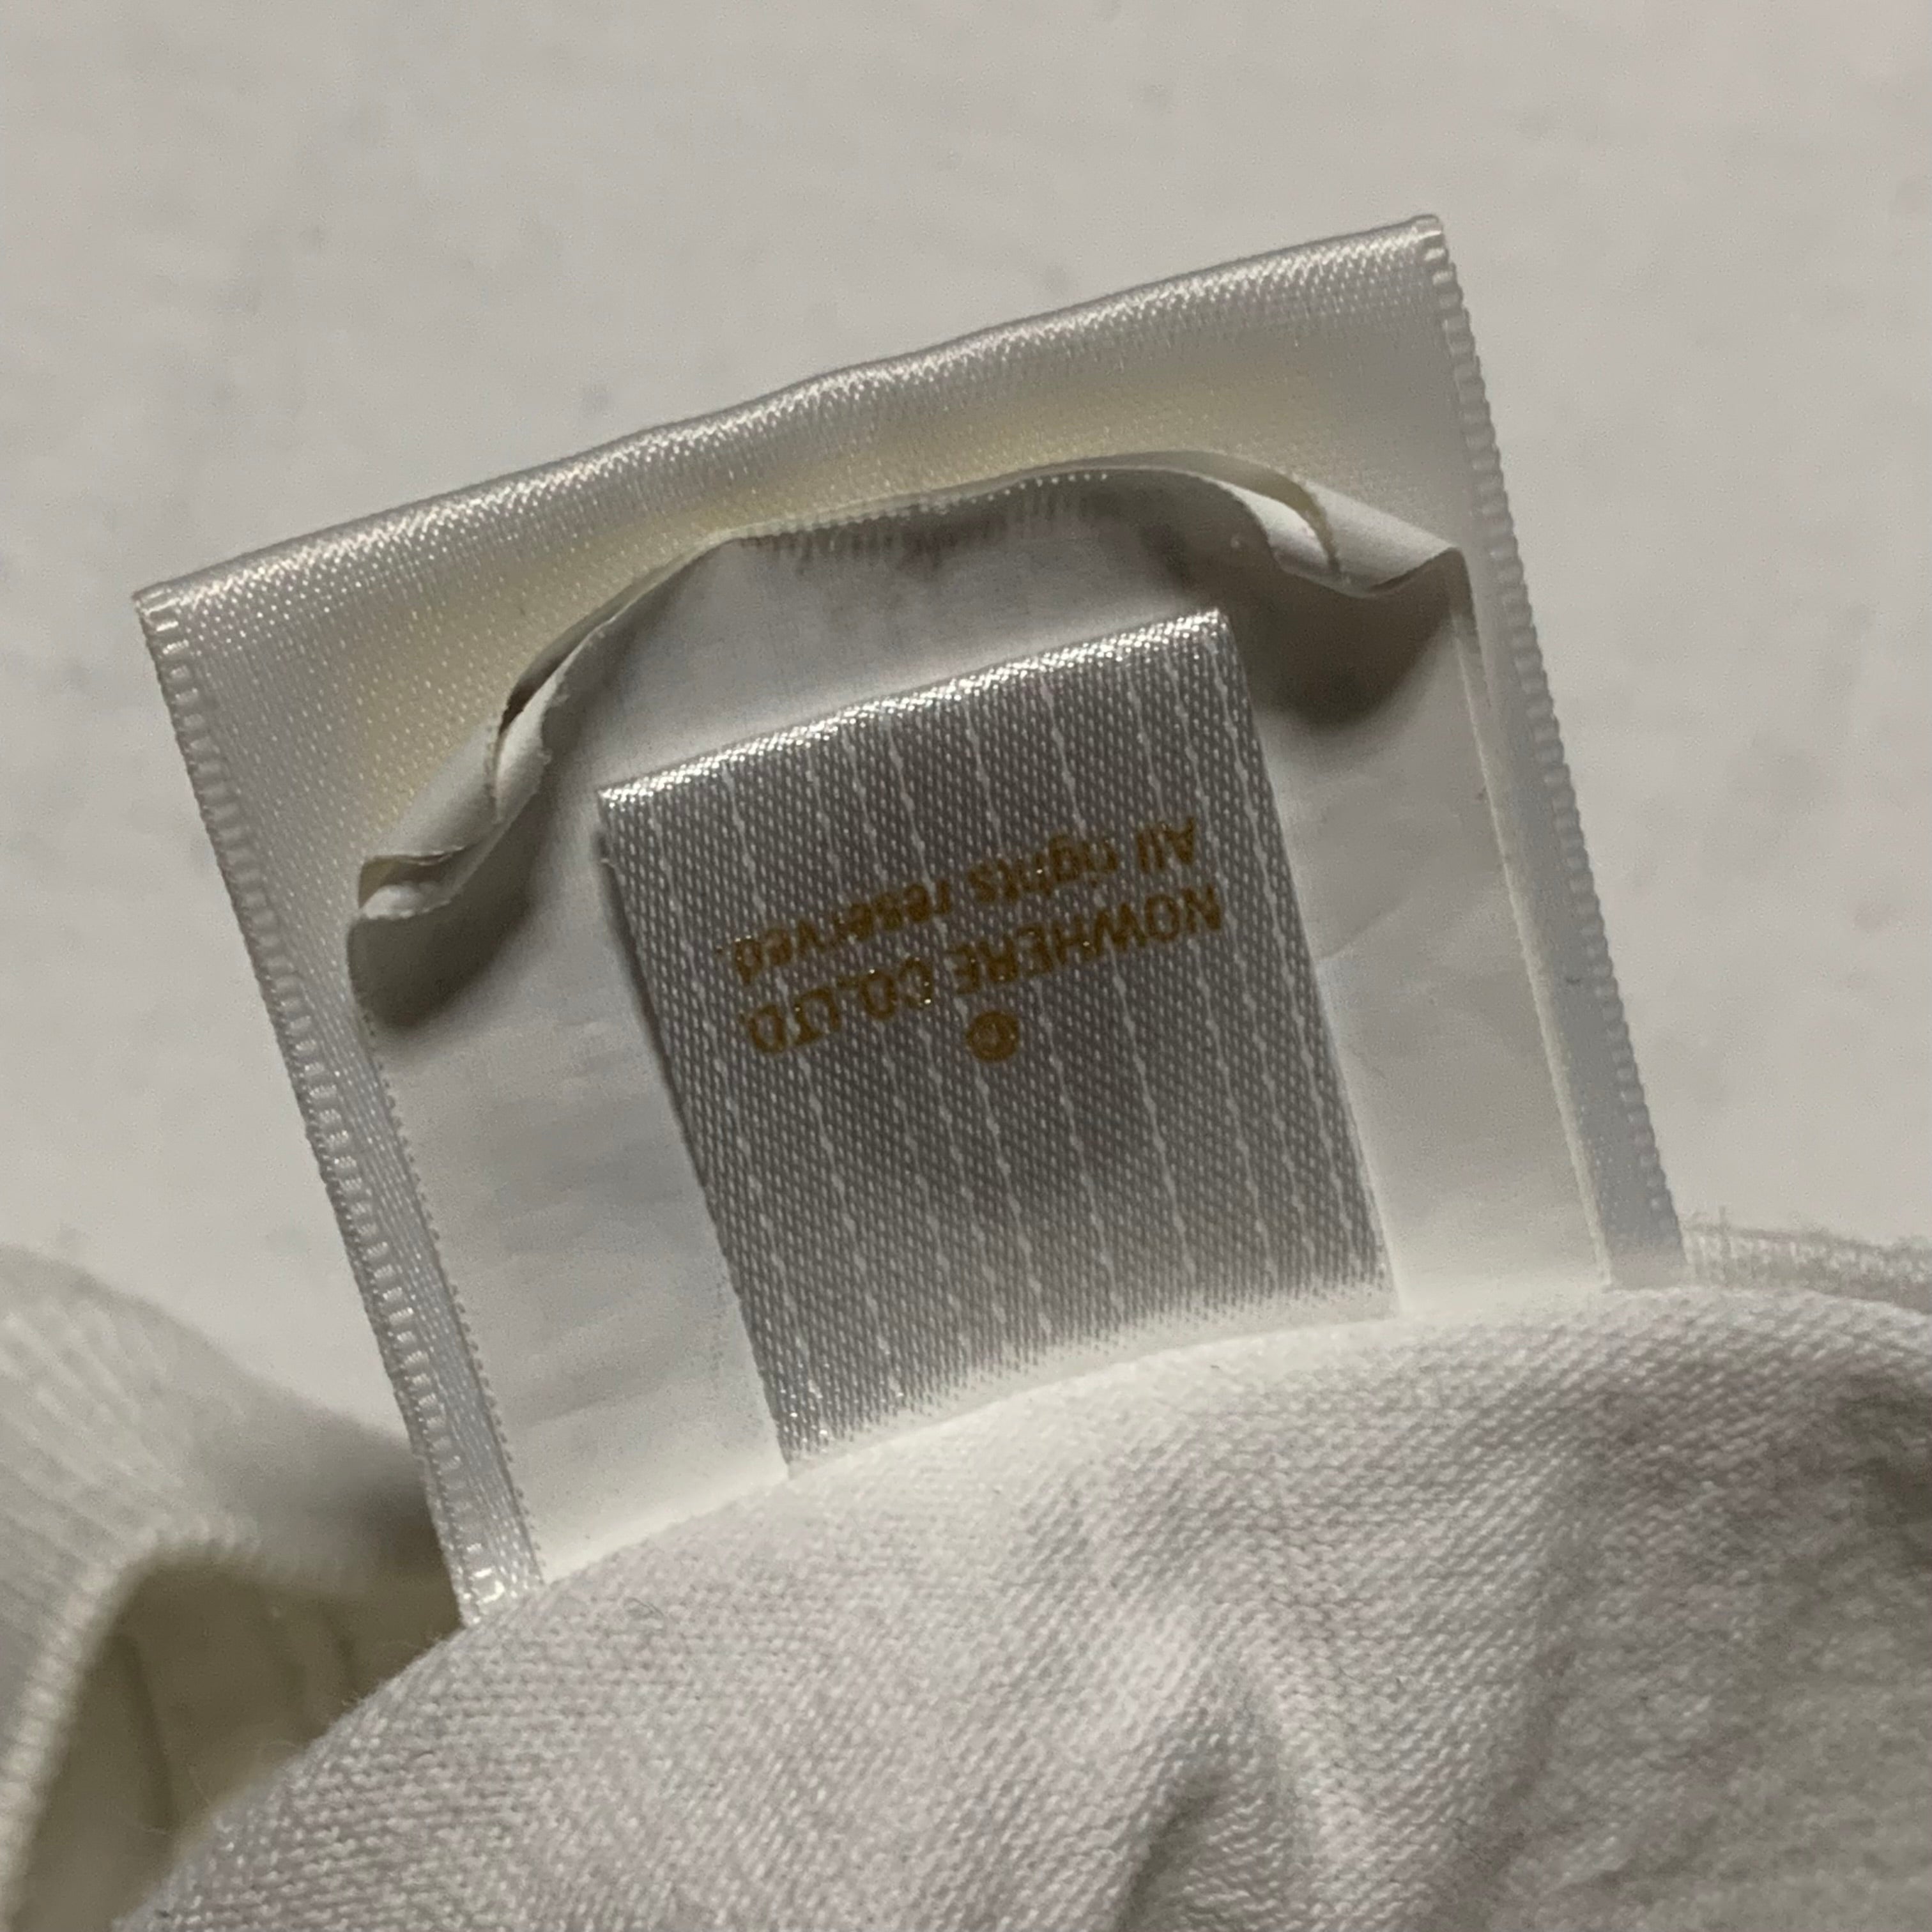 ©
NOWHERE CO.LTD.
All rights reserved.